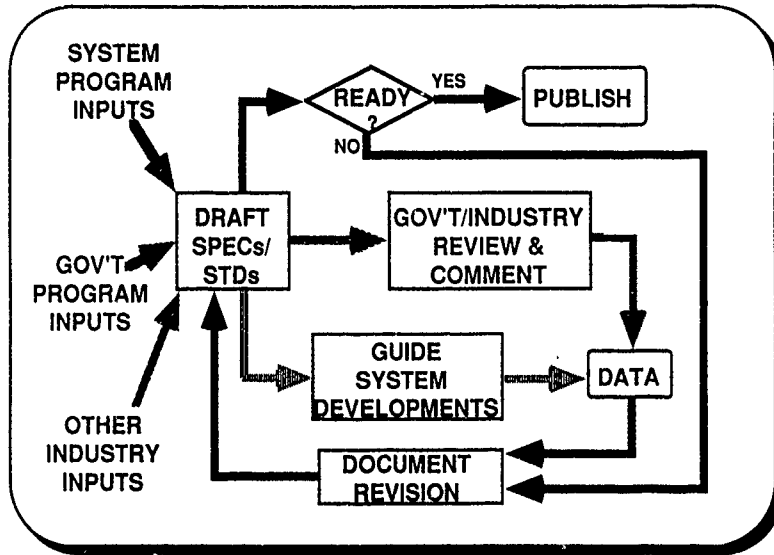 SYSTEM
PROGRAM
INPUTS
READY
?
YES
PUBLISH
NO
DRAFT
SPECs/
STDs
GOV'T/INDUSTRY
REVIEW &
COMMENT
GOV'T
PROGRAM
INPUTS
GUIDE
SYSTEM
DEVELOPMENTS
DATA
OTHER
INDUSTRY
INPUTS
DOCUMENT
REVISION